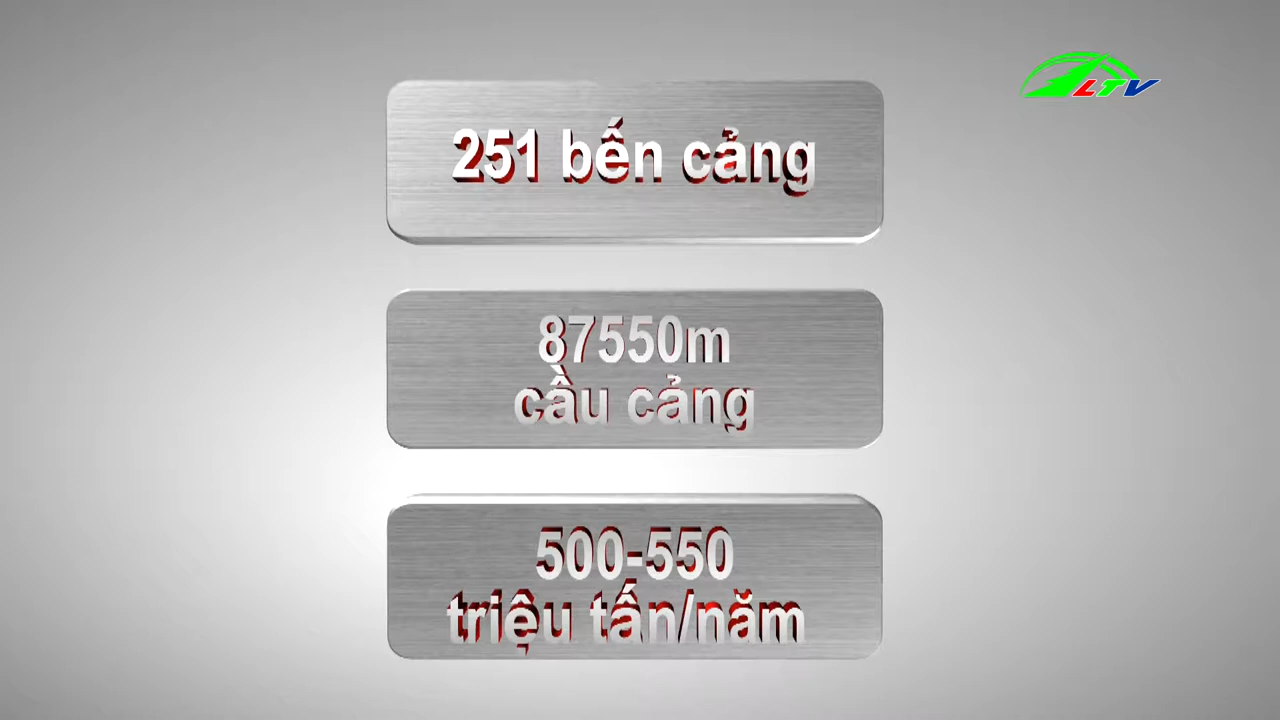 LTV
251 bến cảng
87550m
cầu cảng
500-550
triệu tấn/năm